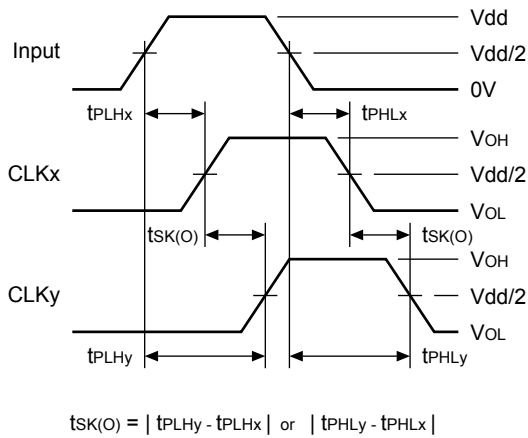 Vdd
Input
Vdd/2
0V
tPLHx
tPHLx
VOH
CLKx
Vdd/2
VOL
tSK(O)
tSK(O)
VOH
CLKy
Vdd/2
VOL
tPLHy
tPHLy
tSK(O) = | tPLHy - tPLHx | or | tPHLy - tPHLx |